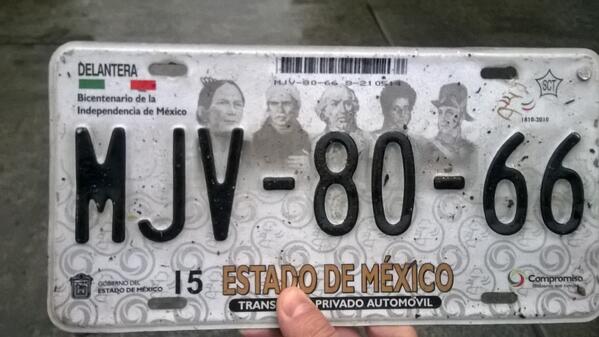 DELANTERA
Bicentenario de la
Independencia de México
MJV-80-66
SCT
1810-2010
MJV-80-66
GOBIERNO DEL
ESTADO DE MÉXICO
15
ESTADO DE MÉXICO
PRIVADO AUTOMÓVIL
Compromiso